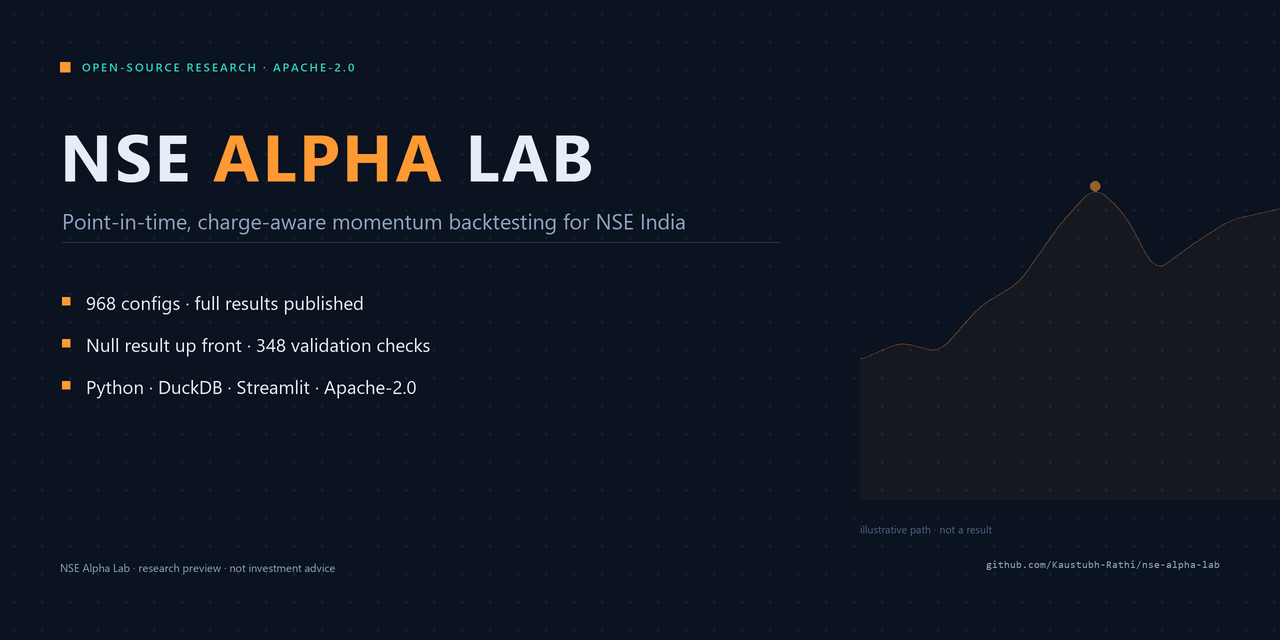 OPEN-SOURCE RESEARCH · APACHE-2.0
NSE ALPHA LAB
Point-in-time, charge-aware momentum backtesting for NSE India
968 configs · full results published
Null result up front · 348 validation checks
Python · DuckDB · Streamlit · Apache-2.0
illustrative path · not a result
NSE Alpha Lab · research preview · not investment advice
github.com/Kaustubh-Rathi/nse-alpha-lab